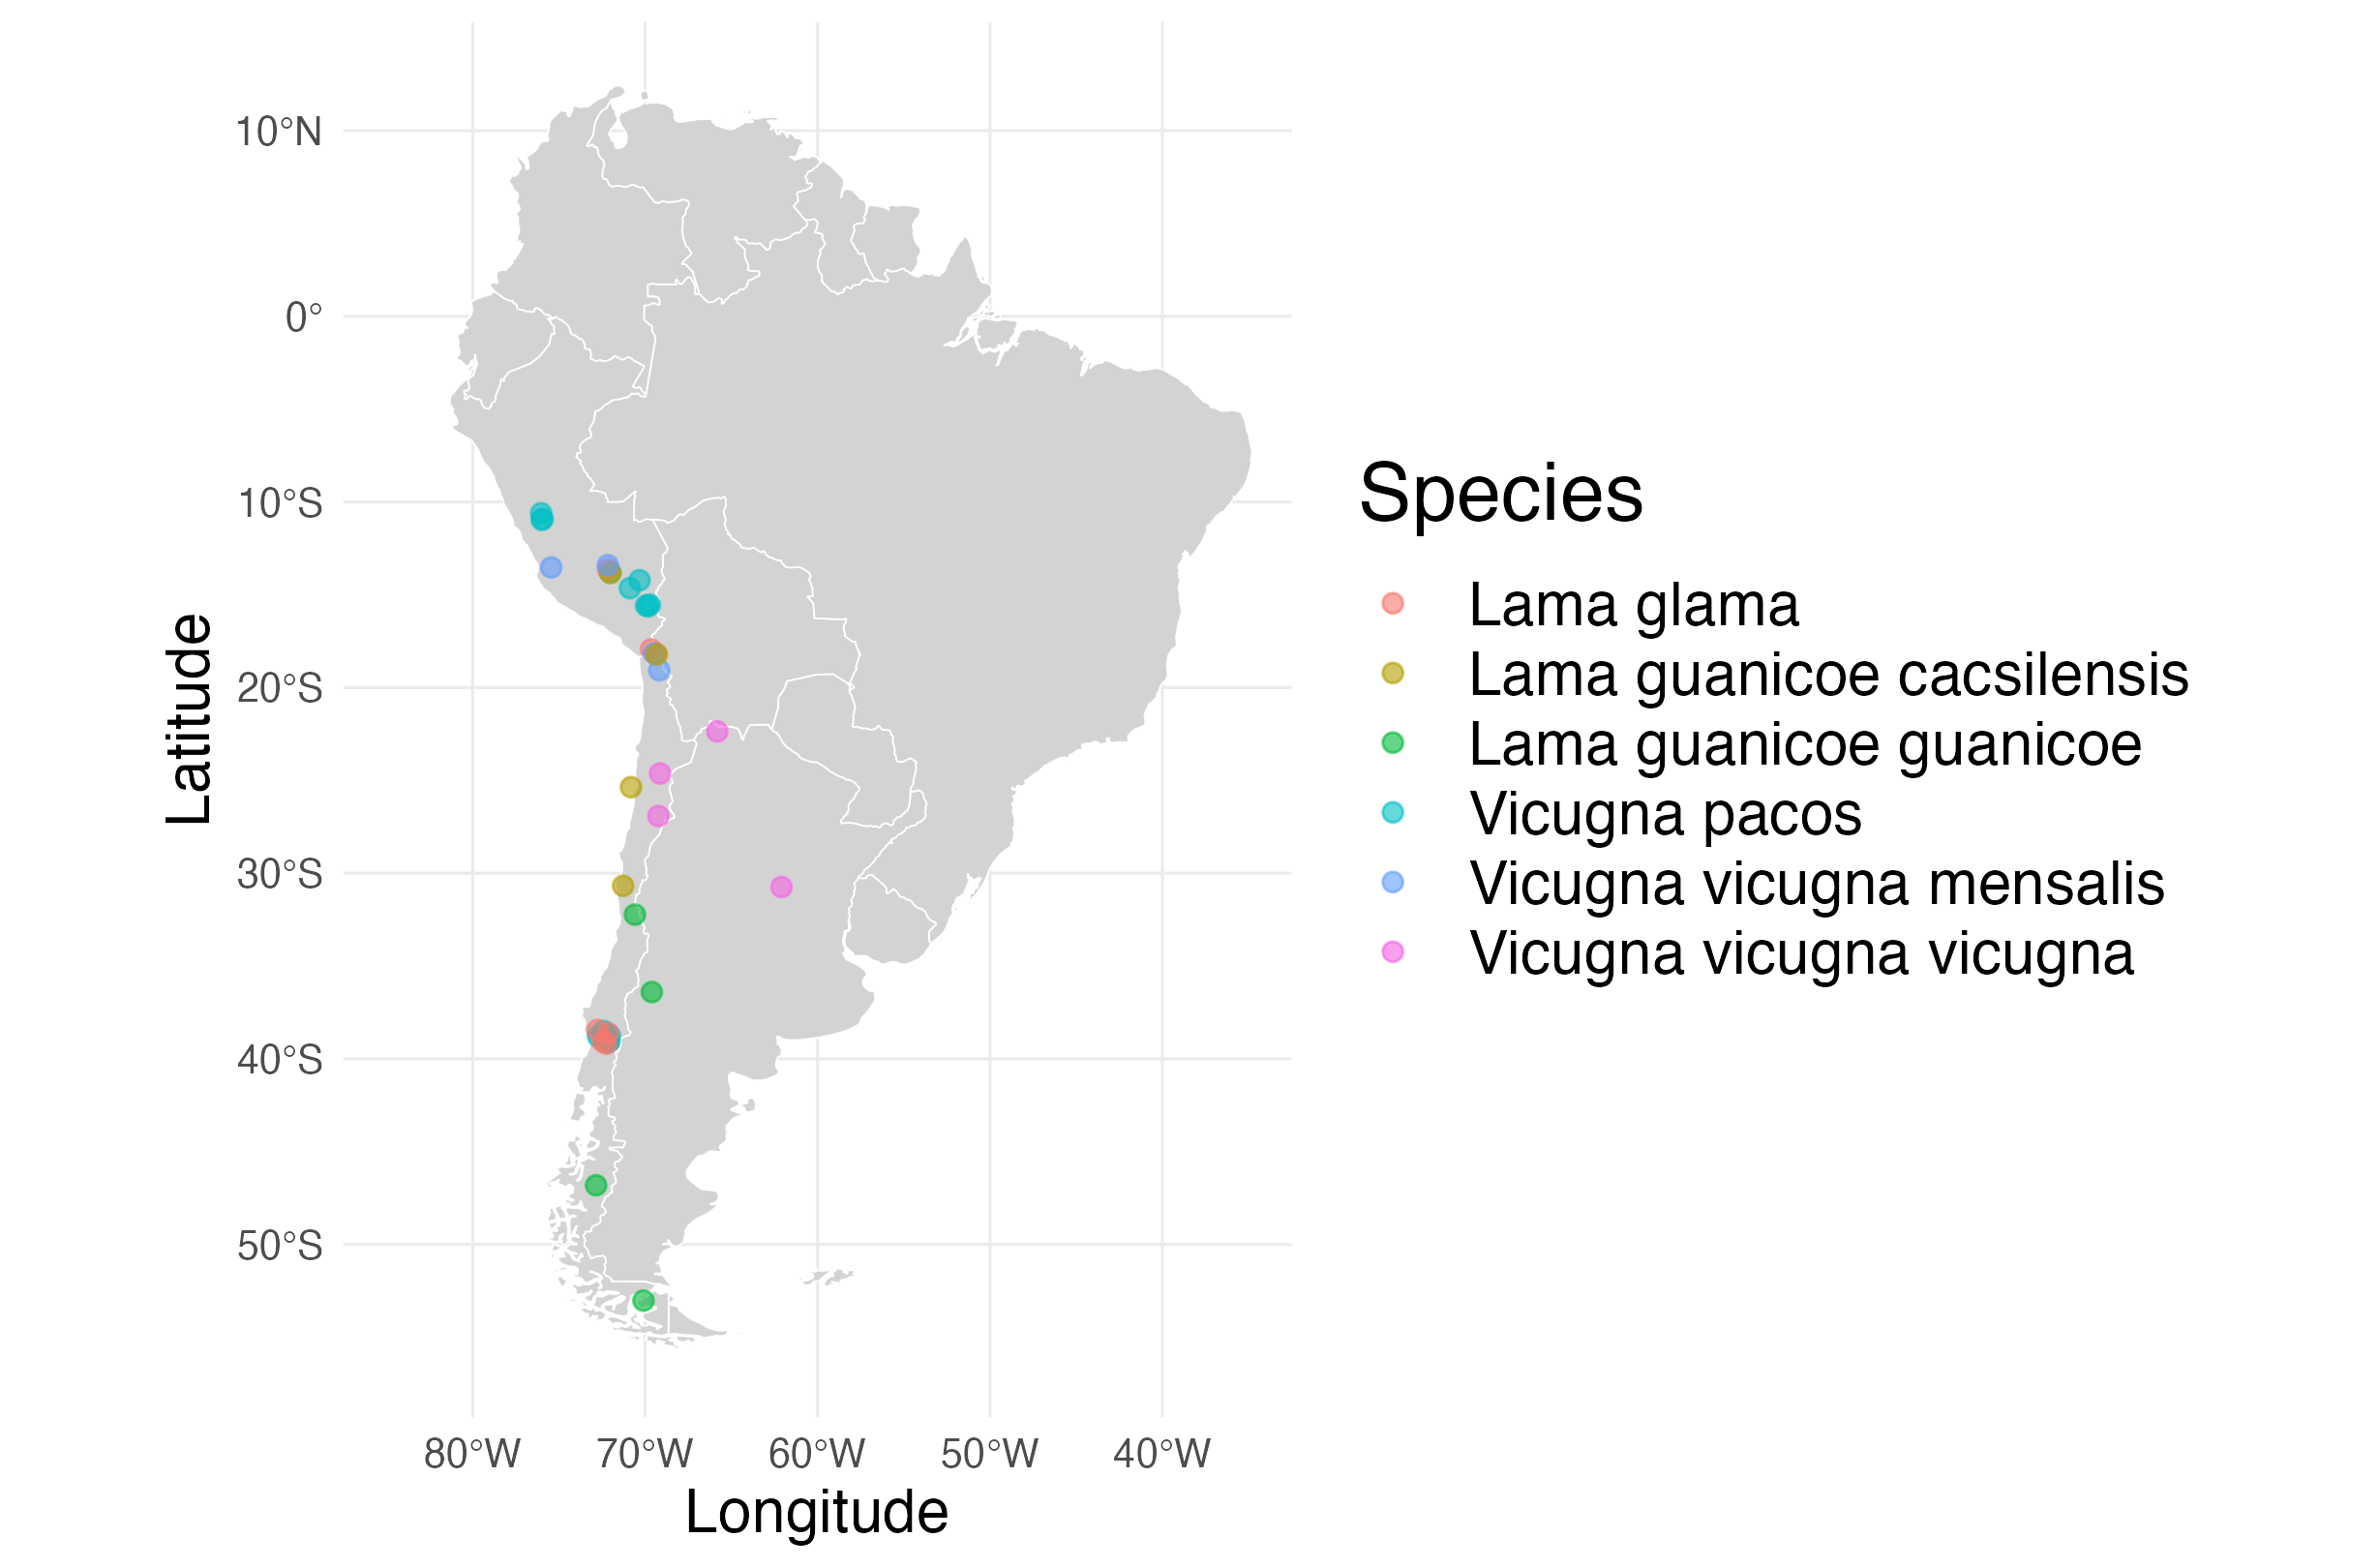 10°N
0°
10°S
20°S
30°S
40°S
50°S
Latitude
80°W 70°W 60°W 50°W 40°W
Longitude
Species
Lama glama
Lama guanicoe cacsilensis
Lama guanicoe guanicoe
Vicugna pacos
Vicugna vicugna mensalis
Vicugna vicugna vicugna